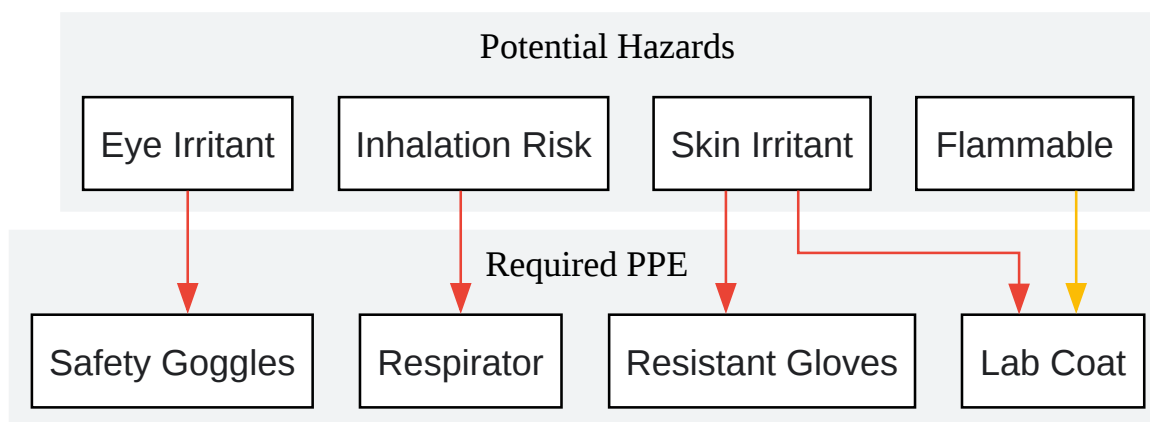 Potential Hazards
Eye Irritant
Inhalation Risk
Skin Irritant
Flammable
Required PPE
Safety Goggles
Respirator
Resistant Gloves
Lab Coat